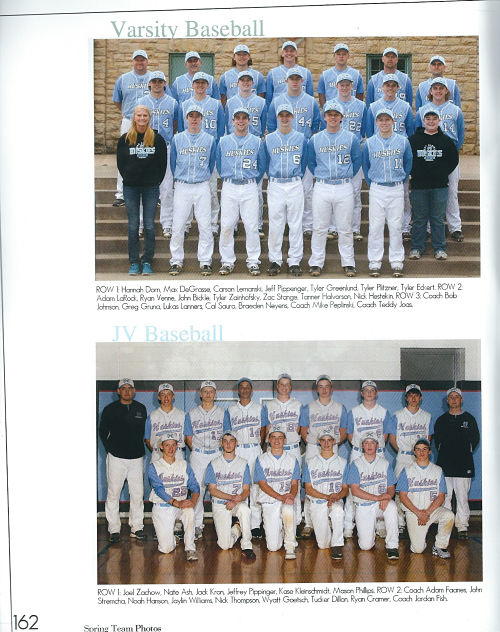 Varsity Baseball
ROW 1: Hannah Dorn, Max DeGrasse, Carson Lemanski, Jeff Pippenger, Tyler Greenlund, Tyler Plitzner, Tyler Eckert. ROW 2:
Adam LaRock, Ryan Venne, John Bickle, Tyler Zainhofsky, Zac Stange, Tanner Halvorson, Nick Hestekin. ROW 3: Coach Bob
Johnson, Greg Gruna, Lukas Lanners, Cal Saura, Braeden Neyens, Coach Mike Peplinski, Coach Teddy Joas.
JV Baseball
ROW 1: Joel Zachow, Nate Ash, Jack Kron, Jeffrey Pippinger, Kase Kleinschmidt, Mason Phillips. ROW 2: Coach Adam Faanes, John
Stremcha, Noah Hanson, Jaylin Williams, Nick Thompson, Wyatt Goetsch, Tucker Dillan, Ryan Cramer, Coach Jordan Fish.
162
Spring Team Photos